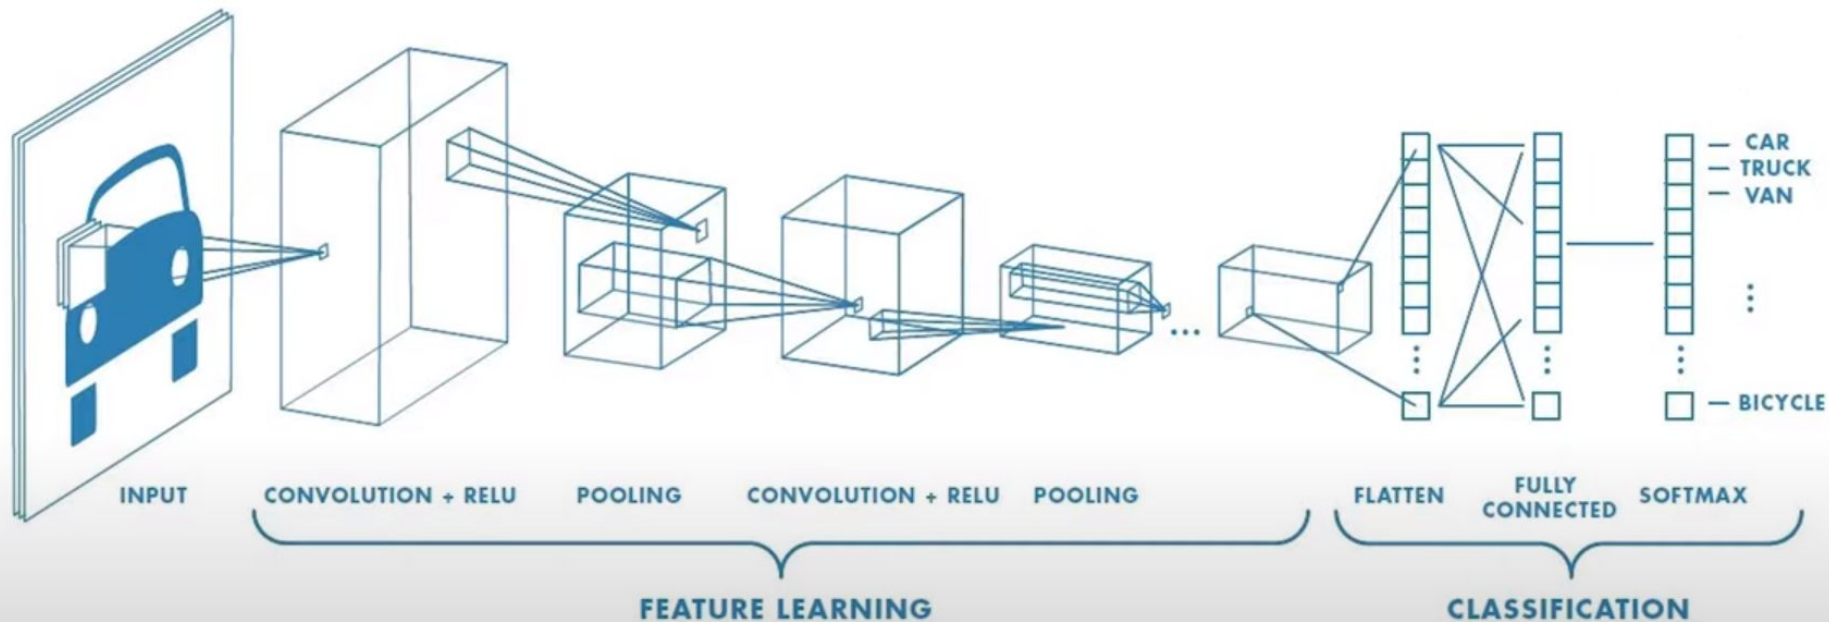 CAR
TRUCK
VAN
BICYCLE
INPUT
CONVOLUTION + RELU
POOLING
CONVOLUTION + RELU
POOLING
FLATTEN
FULLY
CONNECTED
SOFTMAX
FEATURE LEARNING
CLASSIFICATION